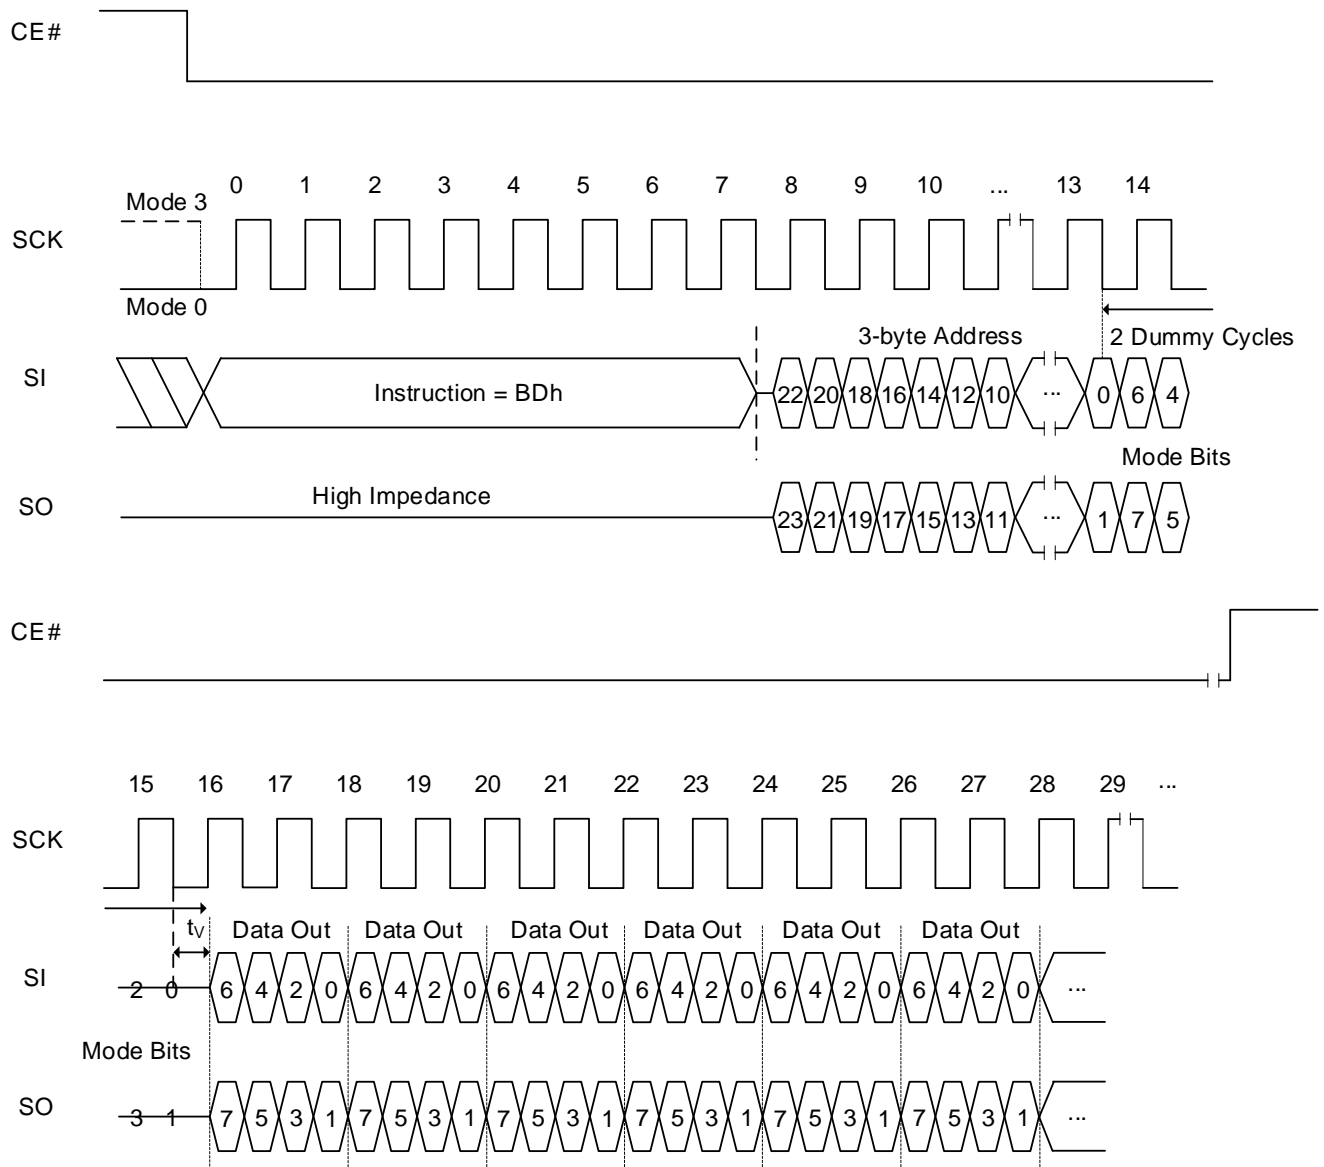 CE#
0 1 2 3 4 5 6 7 8 9 10 ... 13 14
Mode 3
SCK
Mode 0
3-byte Address 2 Dummy Cycles
SI
Instruction = BDh 22 20 18 16 14 12 10 ... 0 6 4
Mode Bits
High Impedance
SO
23 21 19 17 15 13 11 ... 1 7 5
CE#
15 16 17 18 19 20 21 22 23 24 25 26 27 28 29 ...
SCK
tV Data Out Data Out Data Out Data Out Data Out Data Out
SI
2 0 6 4 2 0 6 4 2 0 6 4 2 0 6 4 2 0 6 4 2 0 6 4 2 0 ...
Mode Bits
SO
3 1 7 5 3 1 7 5 3 1 7 5 3 1 7 5 3 1 7 5 3 1 7 5 3 1 ...